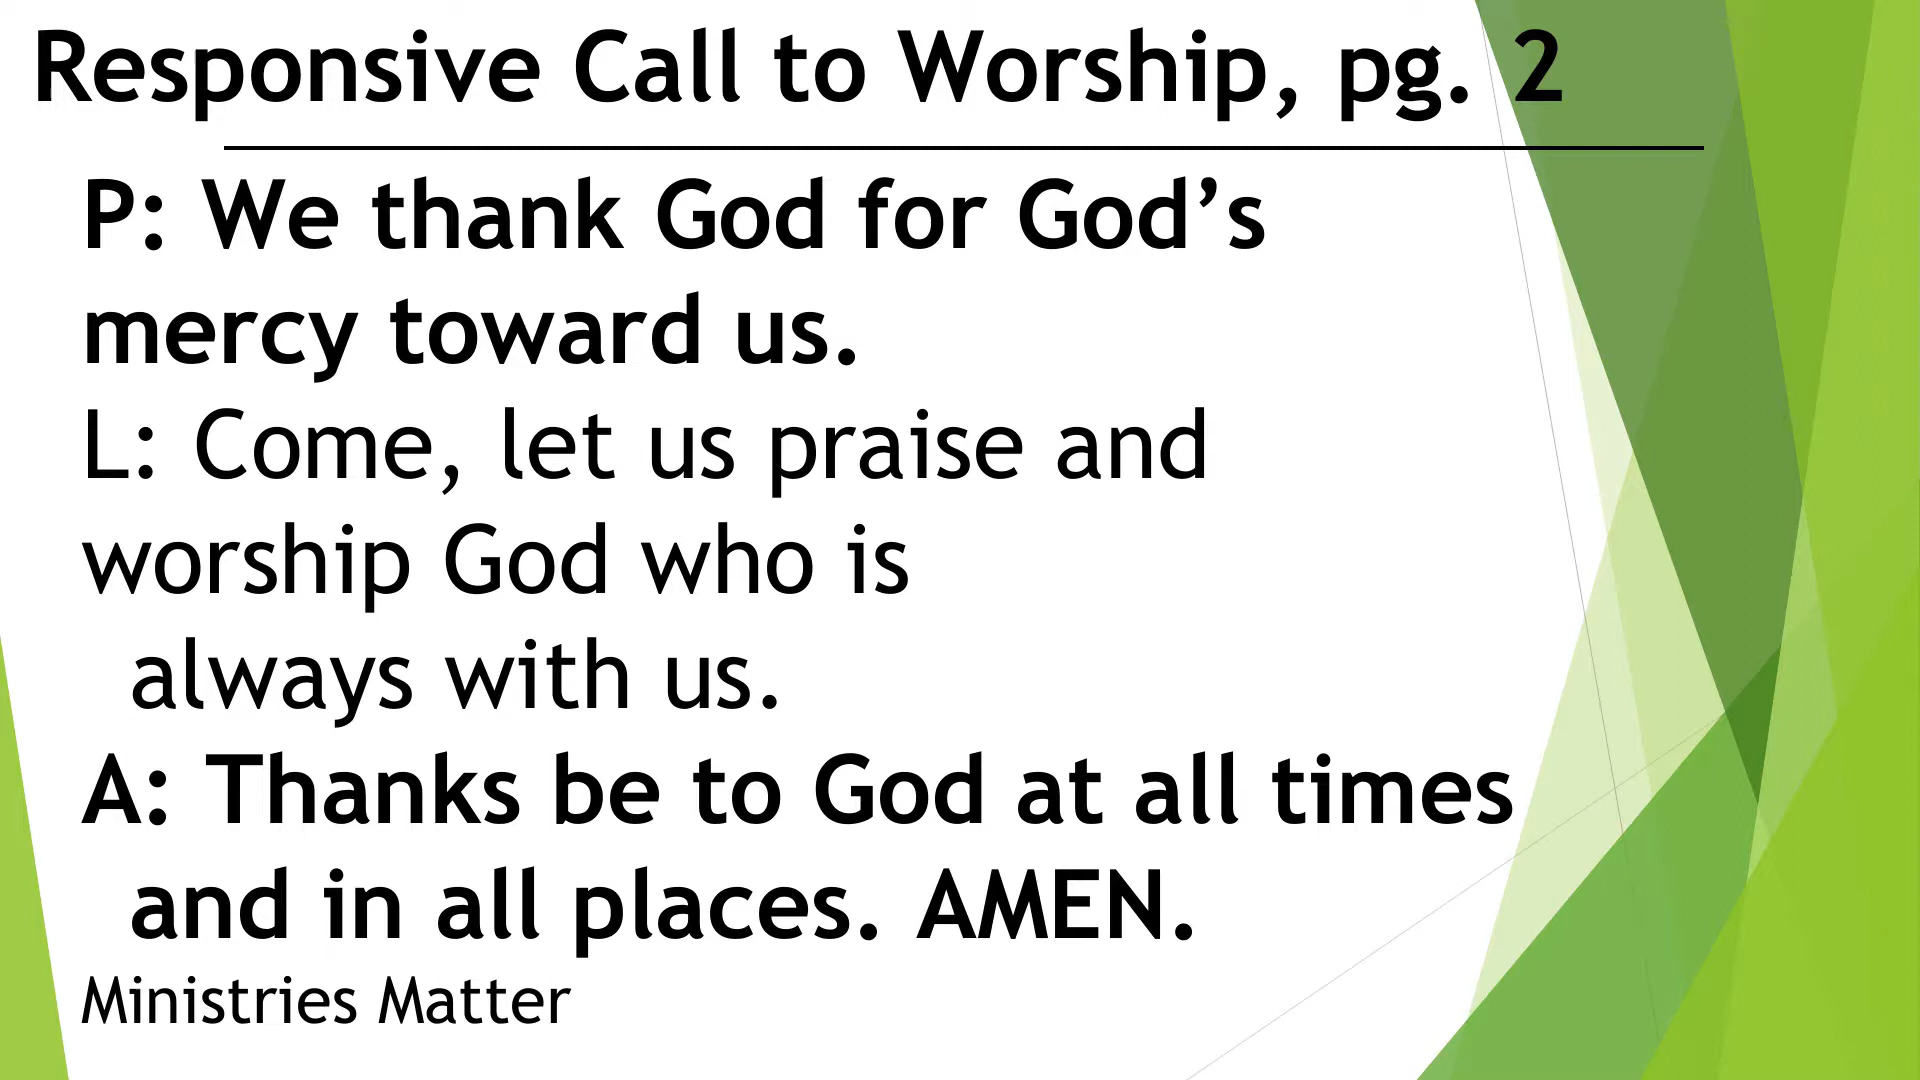 Responsive Call to Worship, pg. 2
P: We thank God for God’s
mercy toward us.
L: Come, let us praise and
worship God who is
always with us.
A: Thanks be to God at all times
and in all places. AMEN.
Ministries Matter